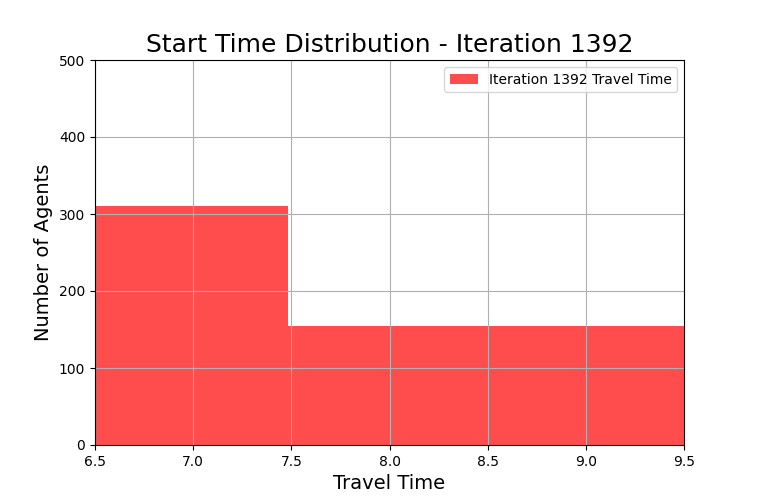 Start Time Distribution - Iteration 1392
Iteration 1392 Travel Time
Number of Agents
500
400
300
200
100
0
6.5 7.0 7.5 8.0 8.5 9.0 9.5
Travel Time